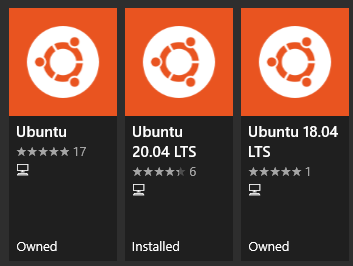 Ubuntu
17
Owned
Ubuntu
20.04 LTS
6
Installed
Ubuntu 18.04
LTS
1
Owned